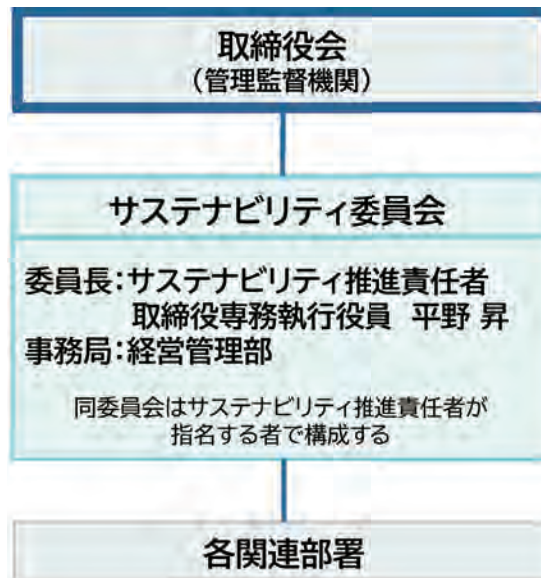 取締役会
（管理監督機関）
サステナビリティ委員会
委員長：サステナビリティ推進責任者
取締役専務執行役員 平野 昇
事務局：経営管理部
同委員会はサステナビリティ推進責任者が
指名する者で構成する
各関連部署